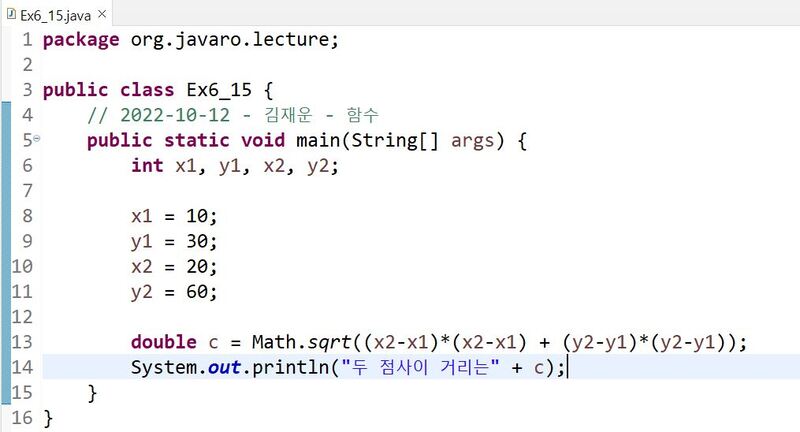 Ex6_15.java
1 package org.javaro.lecture;
2
3 public class Ex6_15 {
4     // 2022-10-12 - 김재운 - 함수
5     public static void main(String[] args) {
6         int x1, y1, x2, y2;
7
8         x1 = 10;
9         y1 = 30;
10         x2 = 20;
11         y2 = 60;
12
13         double c = Math.sqrt((x2-x1)*(x2-x1) + (y2-y1)*(y2-y1));
14         System.out.println("두 점사이 거리는" + c);
15     }
16 }